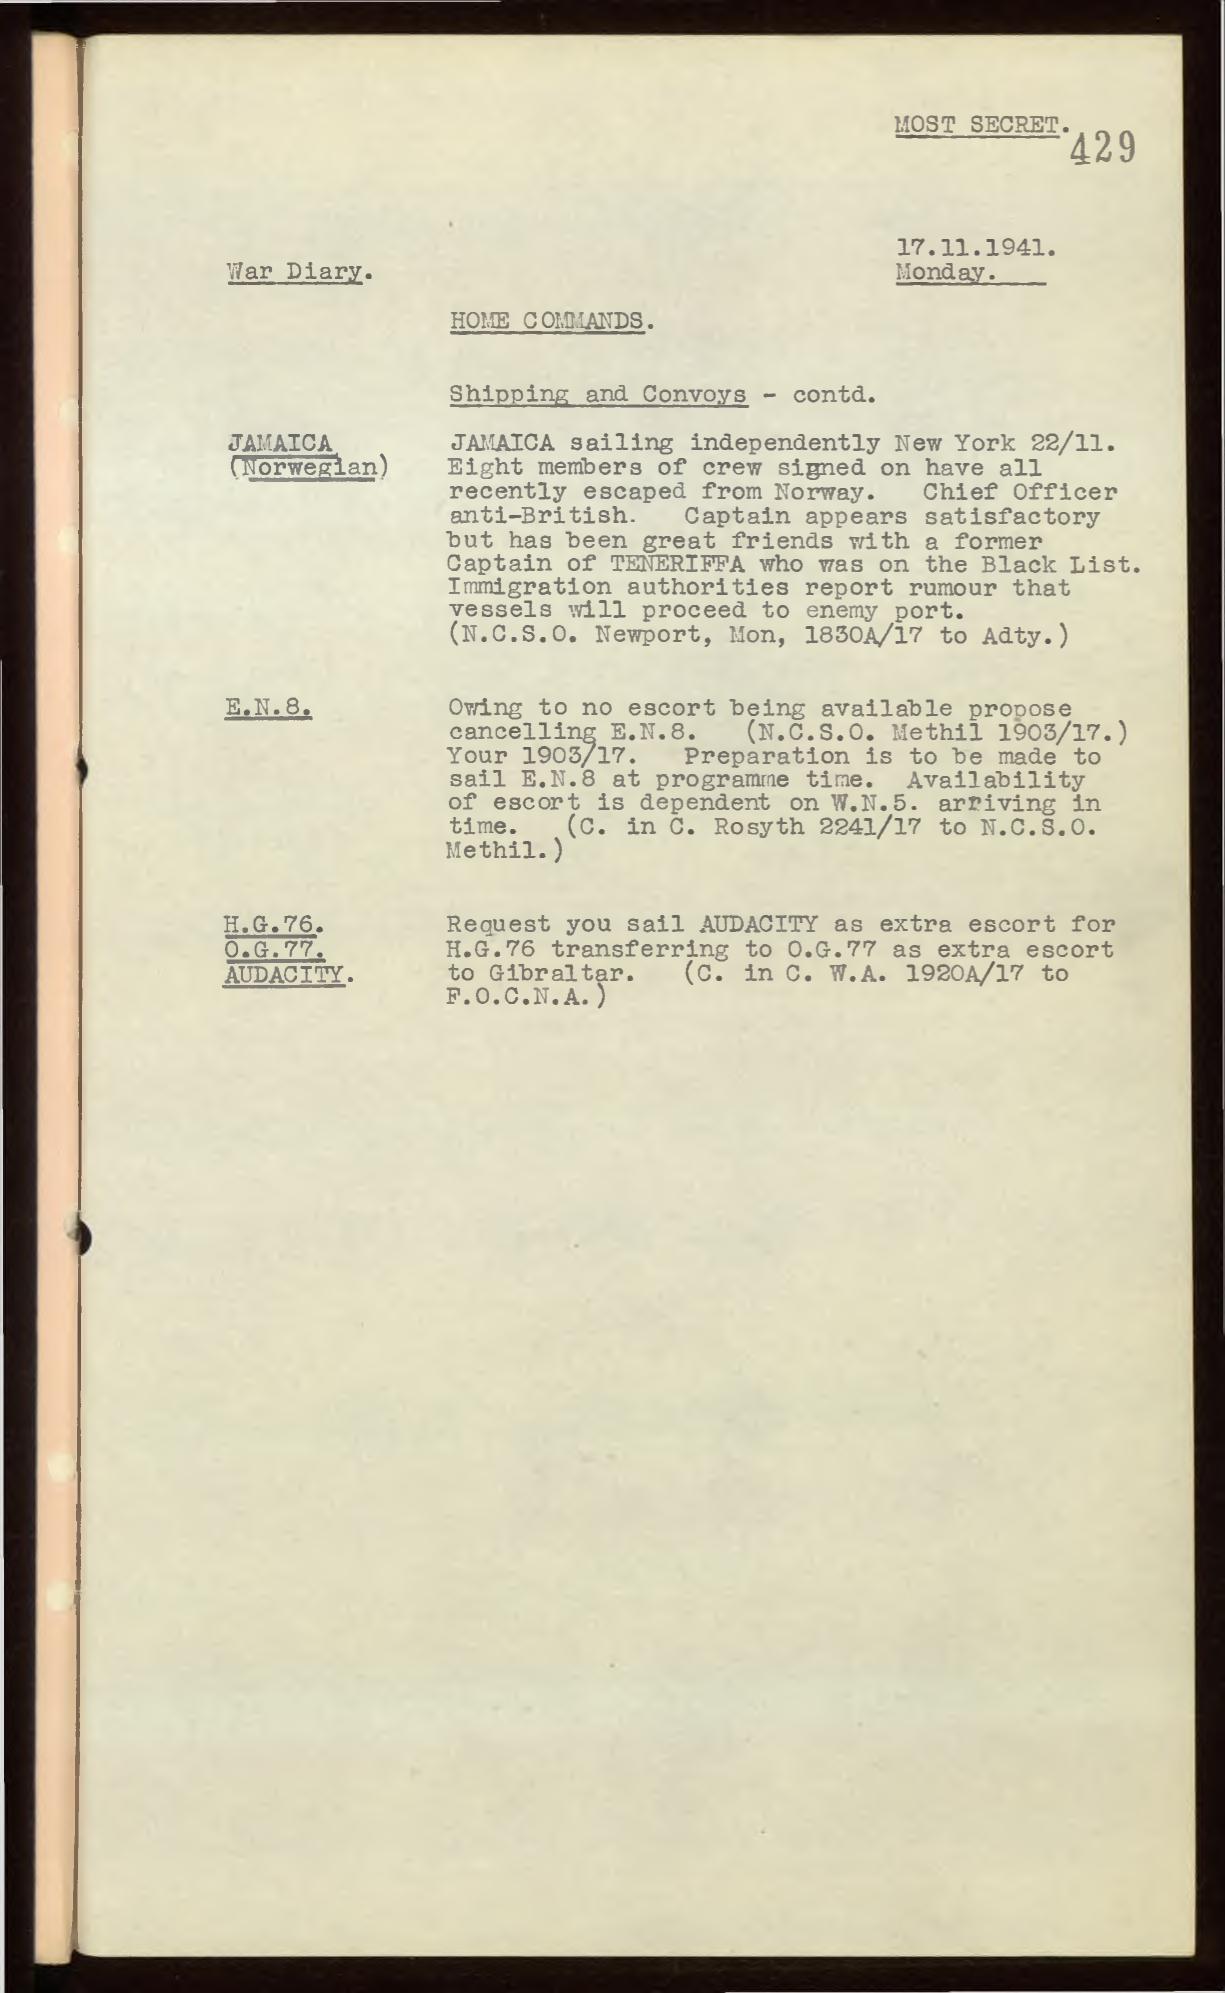 MOST SECRET.
429
17.11.1941.
War Diary.
Monday.
HOME COMMANDS.
Shipping and Convoys - contd.
JAMAICA
(Norwegian)
JAMAICA sailing independently New York 22/11.
Eight members of crew signed on have all
recently escaped from Norway. Chief Officer
anti-British. Captain appears satisfactory
but has been great friends with a former
Captain of TENERIFFA who was on the Black List.
Immigration authorities report rumour that
vessels will proceed to enemy port.
(N.C.S.O. Newport, Mon, 1830A/17 to Adty.)
E.N.8.
Owing to no escort being available propose
cancelling E.N.8. (N.C.S.O. Methil 1903/17.)
Your 1903/17. Preparation is to be made to
sail E.N.8 at programme time. Availability
of escort is dependent on W.N.5. arriving in
time. (C. in C. Rosyth 2241/17 to N.C.S.O.
Methil.)
H.G.76.
O.G.77.
AUDACITY.
Request you sail AUDACITY as extra escort for
H.G.76 transferring to O.G.77 as extra escort
to Gibraltar. (C. in C. W.A. 1920A/17 to
F.O.C.N.A.)